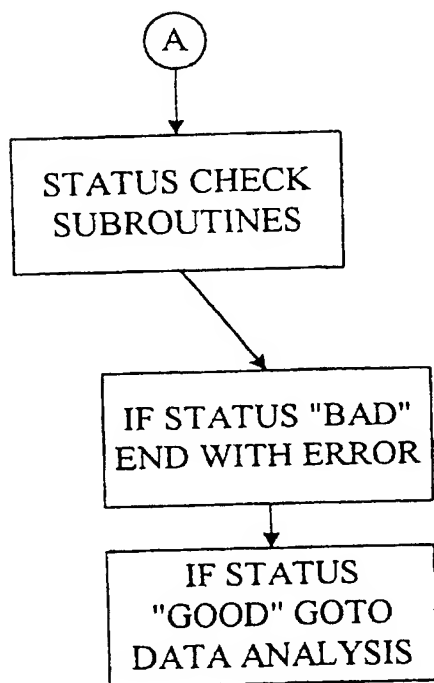 A
STATUS CHECK
SUBROUTINES
IF STATUS "BAD"
END WITH ERROR
IF STATUS
"GOOD" GOTO
DATA ANALYSIS